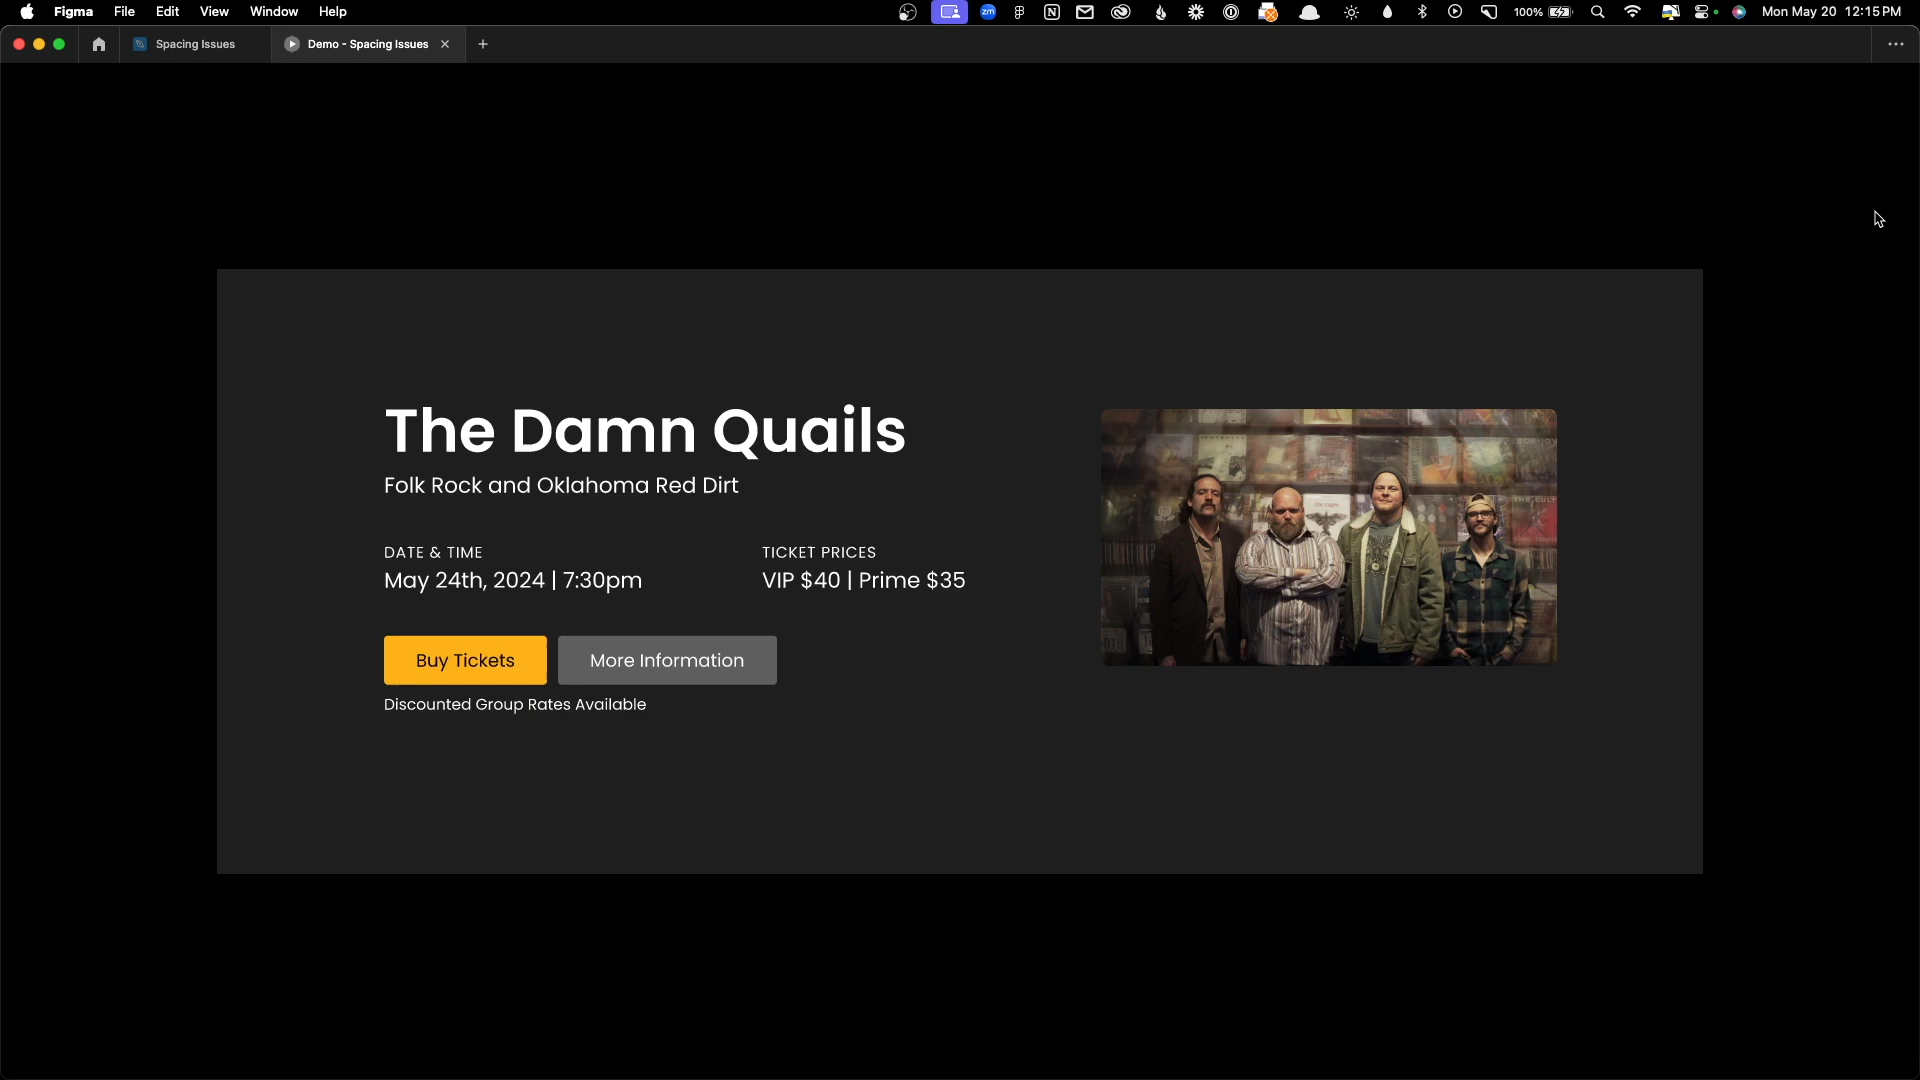 Figma File Edit View Window Help zm 100% Mon May 20 12:15 PM
Spacing Issues Demo - Spacing Issues
The Damn Quails
Folk Rock and Oklahoma Red Dirt
DATE & TIME TICKET PRICES
May 24th, 2024 | 7:30pm VIP $40 | Prime $35
Buy Tickets More Information
Discounted Group Rates Available